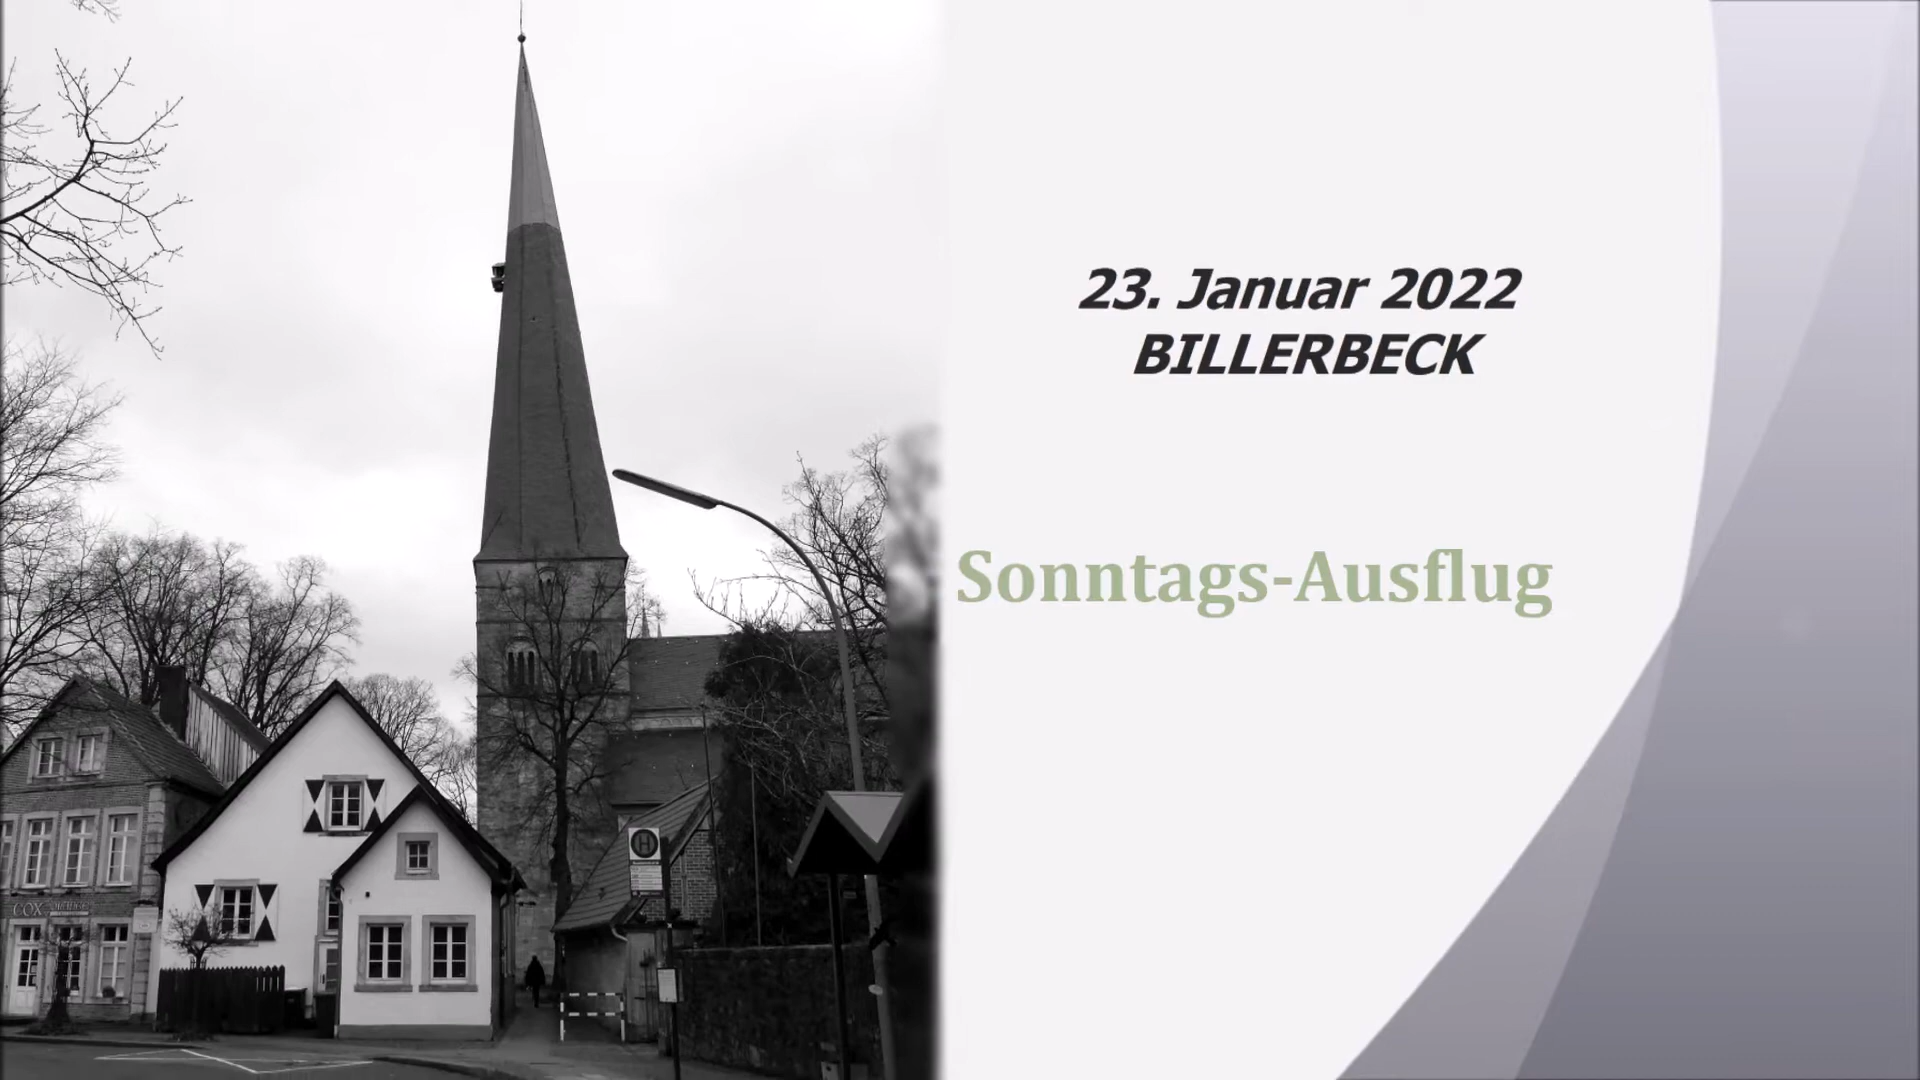 23. Januar 2022
BILLERBECK
Sonntags-Ausflug
COX
H